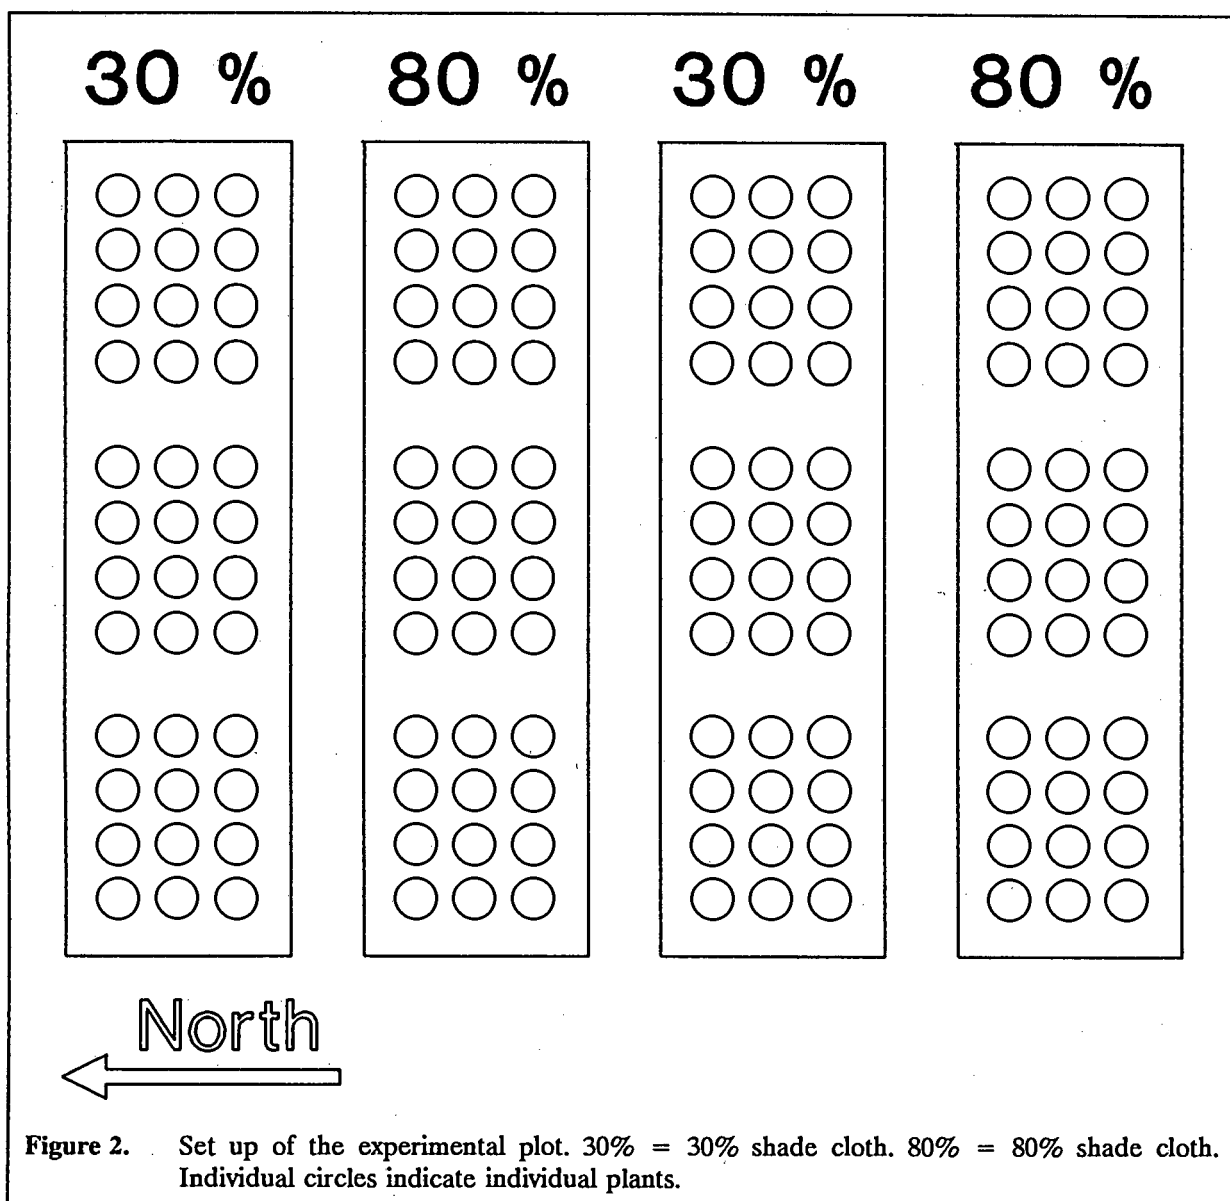 30 % 80 % 30 % 80 %
North
Figure 2. Set up of the experimental plot. 30% = 30% shade cloth. 80% = 80% shade cloth.
Individual circles indicate individual plants.